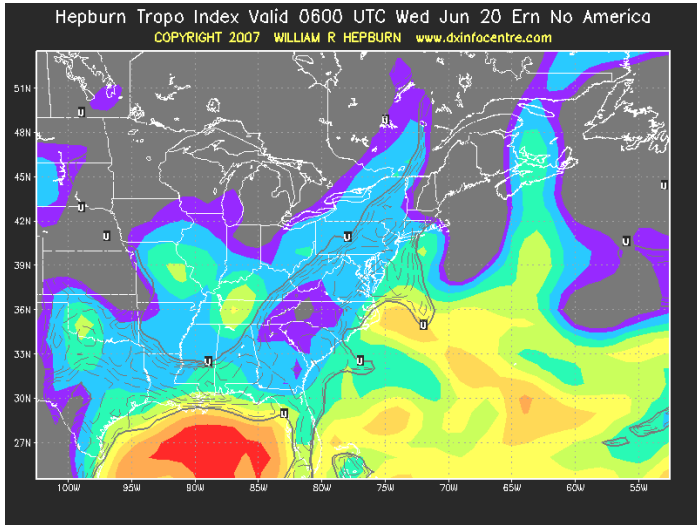 Hepburn Tropo Index Valid 0600 UTC Wed Jun 20 Ern No America
COPYRIGHT 2007 WILLIAM R HEPBURN www.dxinfocentre.com
51N
U
U
48N
45N
U
U
42N
U
U
U
39N
36N
U
33N
U
U
30N
U
27N
100W 95W 90W 85W 80W 75W 70W 65W 60W 55W